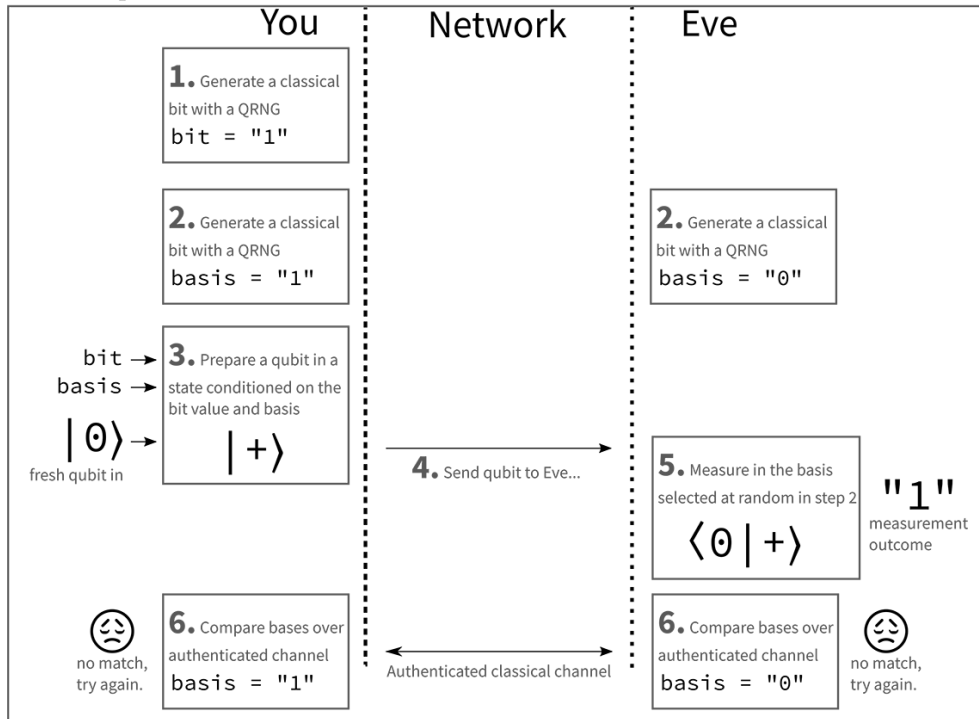 You
Network
Eve
1. Generate a classical
bit with a QRNG
bit = "1"
2. Generate a classical
bit with a QRNG
basis = "1"
2. Generate a classical
bit with a QRNG
basis = "0"
bit
basis
|0⟩
fresh qubit in
3. Prepare a qubit in a
state conditioned on the
bit value and basis
|+⟩
4. Send qubit to Eve...
5. Measure in the basis
selected at random in step 2
⟨0|+⟩
"1"
measurement
outcome
no match,
try again.
6. Compare bases over
authenticated channel
basis = "1"
Authenticated classical channel
6. Compare bases over
authenticated channel
basis = "0"
no match,
try again.